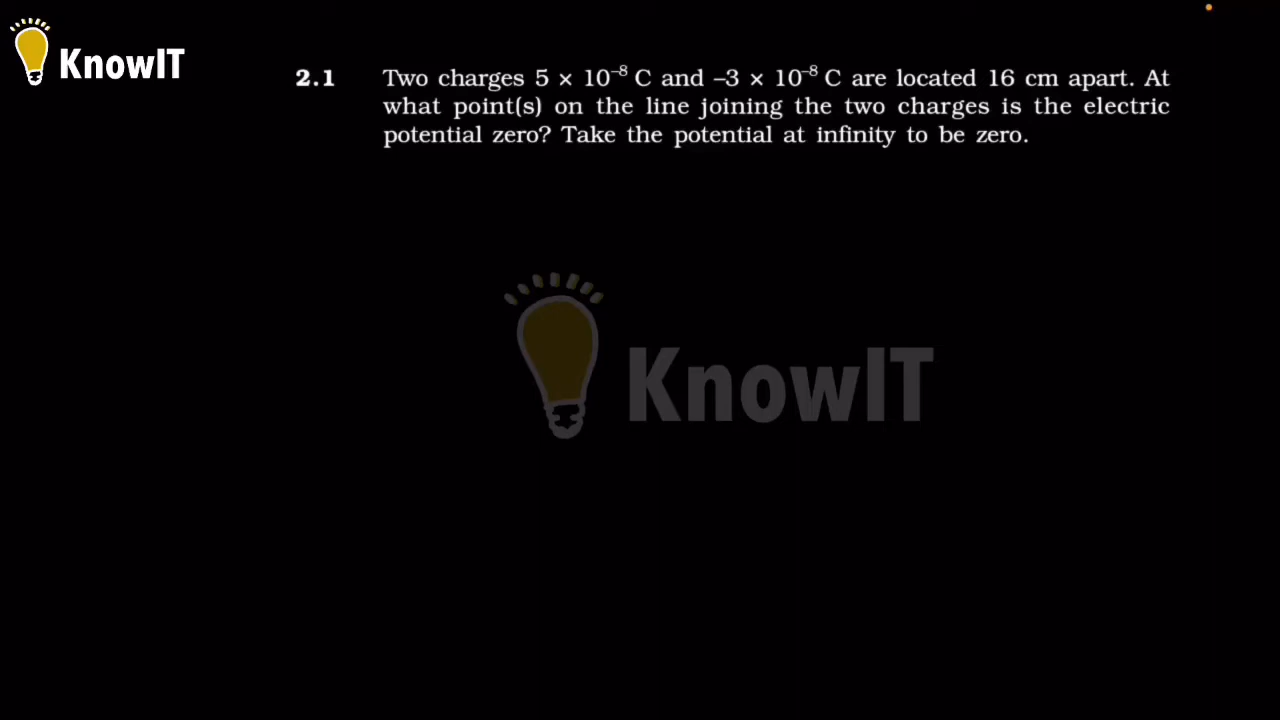 KnowIT
2.1 Two charges 5 × 10⁻⁸ C and –3 × 10⁻⁸ C are located 16 cm apart. At
what point(s) on the line joining the two charges is the electric
potential zero? Take the potential at infinity to be zero.
KnowIT